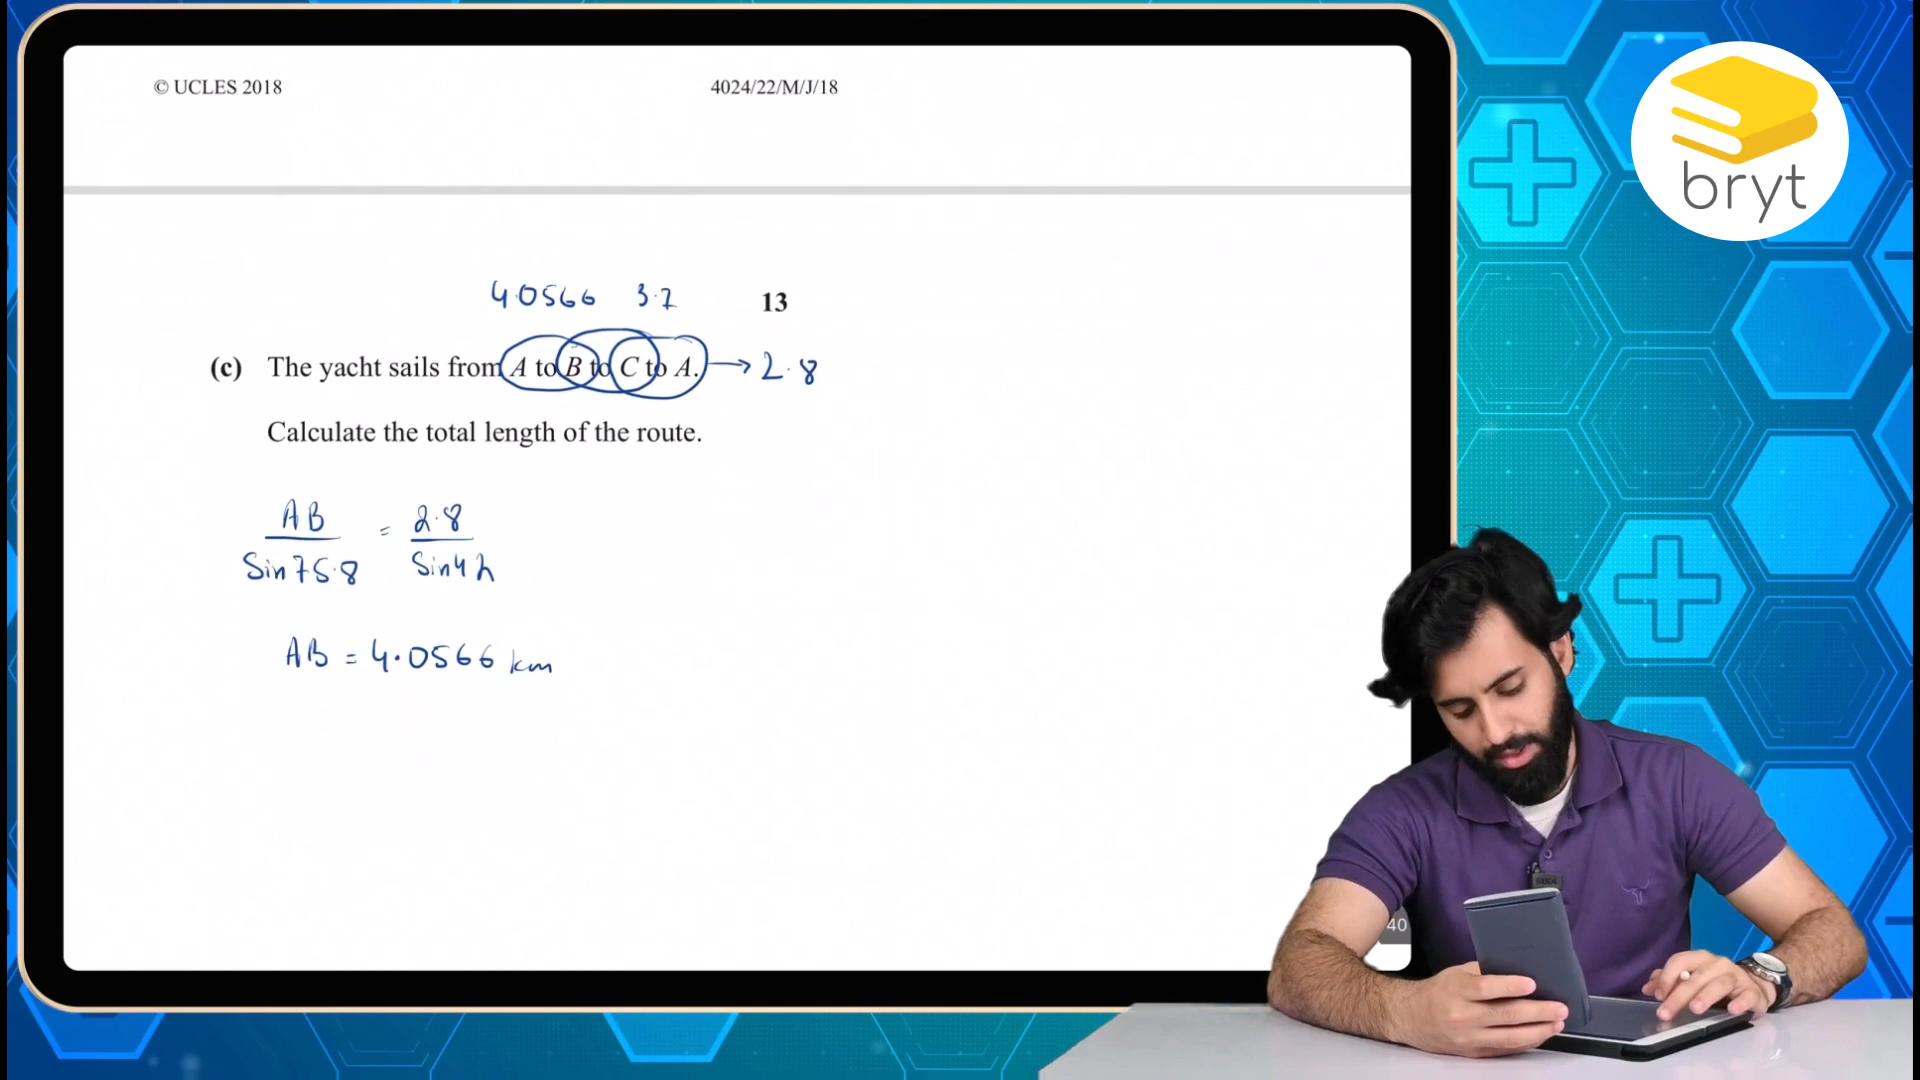 © UCLES 2018 4024/22/M/J/18
bryt
4.0566 3.7 13
(c) The yacht sails from A to B to C to A. → 2.8
Calculate the total length of the route.
AB = 2.8
Sin75.8 Sin42
AB = 4.0566 km
40